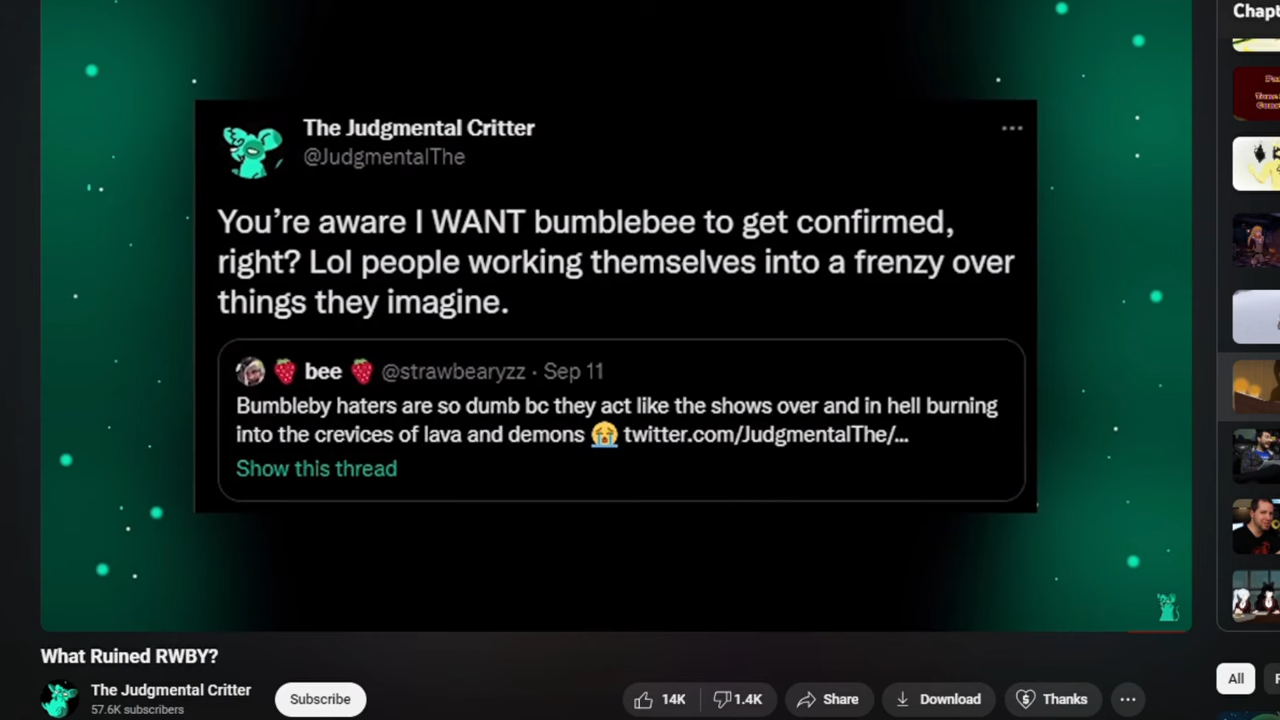 Chapt
The Judgmental Critter
@JudgmentalThe
You're aware I WANT bumblebee to get confirmed,
right? Lol people working themselves into a frenzy over
things they imagine.
🍓 bee 🍓 @strawbearyzz · Sep 11
Bumbleby haters are so dumb bc they act like the shows over and in hell burning
into the crevices of lava and demons 😭 twitter.com/JudgmentalThe/...
Show this thread
What Ruined RWBY?
The Judgmental Critter
57.6K subscribers
Subscribe
14K
1.4K
Share
Download
Thanks
All